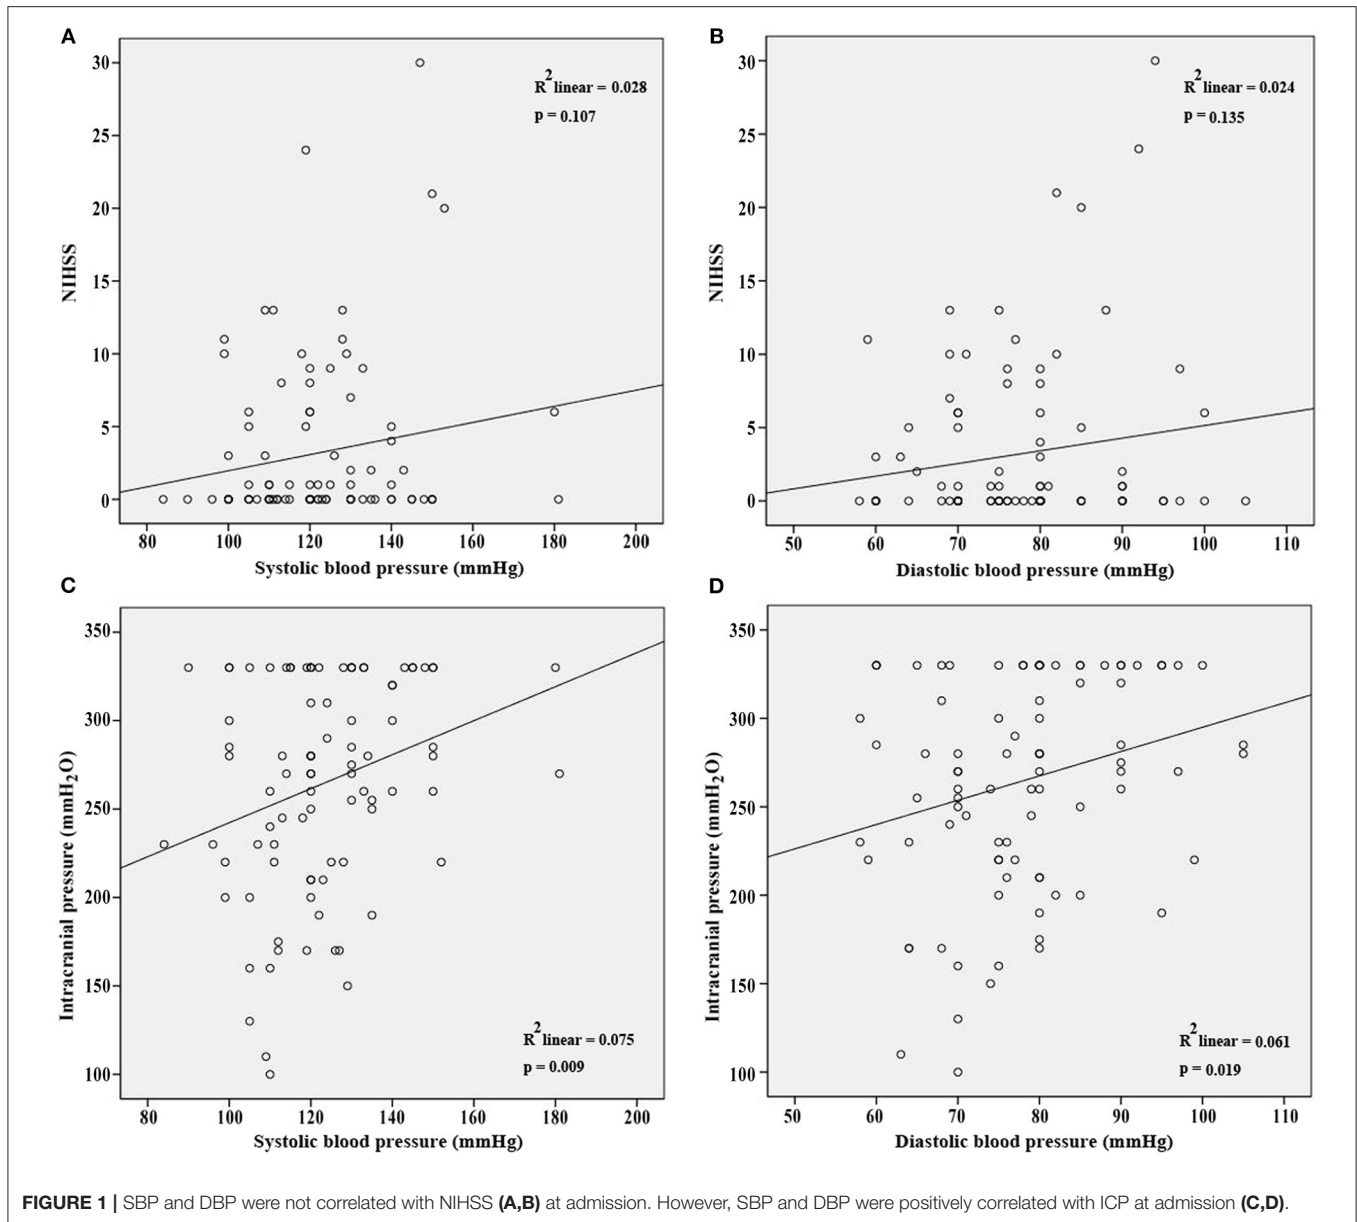 A
30
25
20
15
10
5
0
NIHSS
R2 linear = 0.028
p = 0.107
80 100 120 140 160 180 200
Systolic blood pressure (mmHg)
B
30
25
20
15
10
5
0
NIHSS
R2 linear = 0.024
p = 0.135
50 60 70 80 90 100 110
Diastolic blood pressure (mmHg)
C
350
300
250
200
150
100
Intracranial pressure (mmH2O)
R2 linear = 0.075
p = 0.009
80 100 120 140 160 180 200
Systolic blood pressure (mmHg)
D
350
300
250
200
150
100
Intracranial pressure (mmH2O)
R2 linear = 0.061
p = 0.019
50 60 70 80 90 100 110
Diastolic blood pressure (mmHg)
FIGURE 1 | SBP and DBP were not correlated with NIHSS (A,B) at admission. However, SBP and DBP were positively correlated with ICP at admission (C,D).